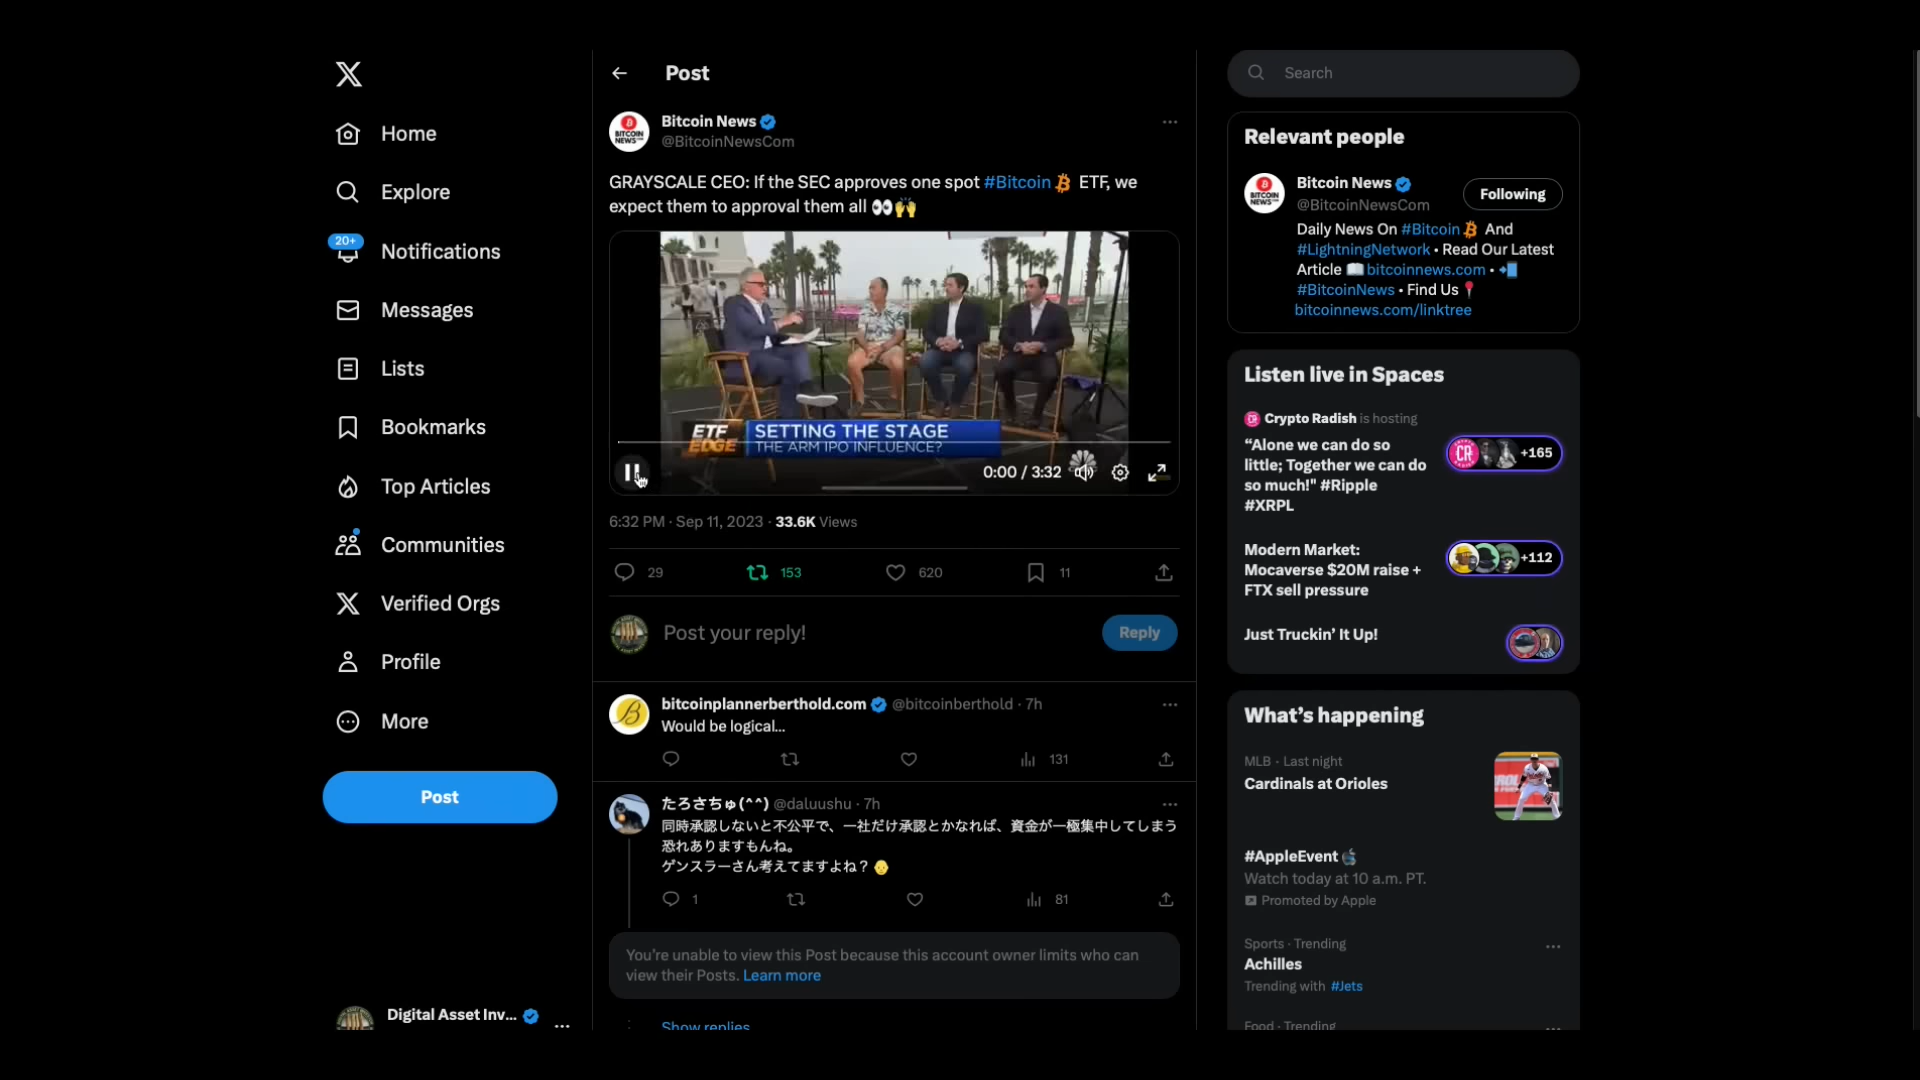 Post
Search
Home
Explore
20+
Notifications
Messages
Lists
Bookmarks
Top Articles
Communities
Verified Orgs
Profile
More
Post
Digital Asset Inv...
Bitcoin News
@BitcoinNewsCom
GRAYSCALE CEO: If the SEC approves one spot #Bitcoin ETF, we
expect them to approval them all 👀🙌
ETF
EDGE
SETTING THE STAGE
THE ARM IPO INFLUENCE?
0:00 / 3:32
6:32 PM · Sep 11, 2023 · 33.6K Views
29 153 620 11
Post your reply!
Reply
bitcoinplannerberthold.com @bitcoinberthold · 7h
Would be logical...
131
たろさちゅ(^^) @daluushu · 7h
同時承認しないと不公平で、一社だけ承認とかなれば、資金が一極集中してしまう
恐れありますもんね。
ゲンスラーさん考えてますよね？
1 81
You're unable to view this Post because this account owner limits who can
view their Posts. Learn more
Show replies
Relevant people
BITCOIN
NEWS
Bitcoin News
@BitcoinNewsCom
Following
Daily News On #Bitcoin And
#LightningNetwork • Read Our Latest
Article 📖bitcoinnews.com • 📲
#BitcoinNews • Find Us 📍
bitcoinnews.com/linktree
Listen live in Spaces
Crypto Radish is hosting
“Alone we can do so
little; Together we can do
so much!" #Ripple
#XRPL
CR
+165
Modern Market:
Mocaverse $20M raise +
FTX sell pressure
+112
Just Truckin’ It Up!
What’s happening
MLB · Last night
Cardinals at Orioles
#AppleEvent
Watch today at 10 a.m. PT.
Promoted by Apple
Sports · Trending
Achilles
Trending with #Jets
Food · Trending